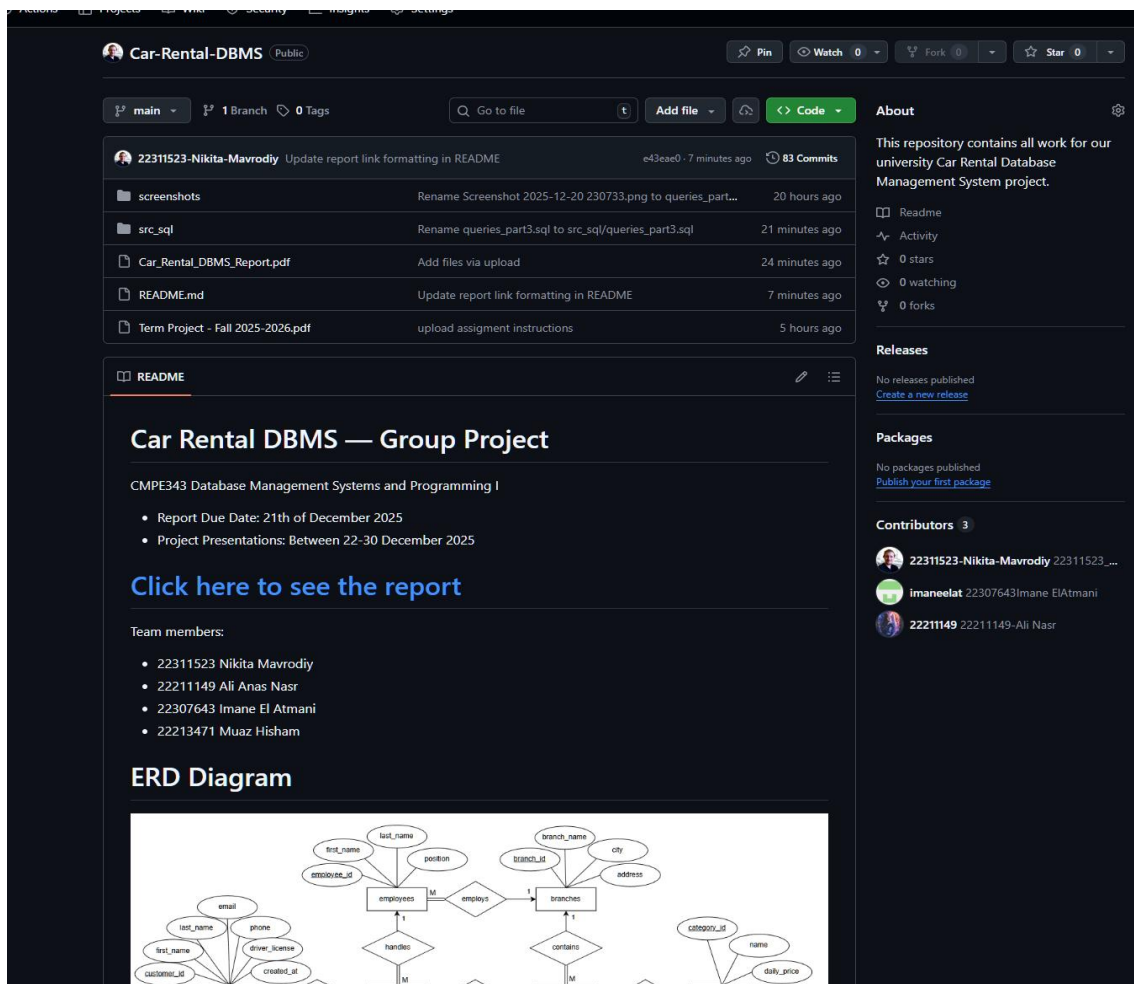 Actions Projects Wiki Security Insights Settings
Car-Rental-DBMS Public Pin Watch 0 Fork 0 Star 0
main 1 Branch 0 Tags Go to file t Add file Code
22311523-Nikita-Mavrodiy Update report link formatting in README e43eae0 · 7 minutes ago 83 Commits
screenshots Rename Screenshot 2025-12-20 230733.png to queries_part... 20 hours ago
src_sql Rename queries_part3.sql to src_sql/queries_part3.sql 21 minutes ago
Car_Rental_DBMS_Report.pdf Add files via upload 24 minutes ago
README.md Update report link formatting in README 7 minutes ago
Term Project - Fall 2025-2026.pdf upload assigment instructions 5 hours ago
README
Car Rental DBMS — Group Project
CMPE343 Database Management Systems and Programming I
Report Due Date: 21th of December 2025
Project Presentations: Between 22-30 December 2025
Click here to see the report
Team members:
22311523 Nikita Mavrodiy
22211149 Ali Anas Nasr
22307643 Imane El Atmani
22213471 Muaz Hisham
ERD Diagram
last_name
first_name
position
employee_id
branch_name
branch_id
city
address
employees
M
employs
1
branches
email
last_name
phone
first_name
driver_license
customer_id
created_at
1
handles
M
1
contains
M
category_id
name
daily_price
About
This repository contains all work for our
university Car Rental Database
Management System project.
Readme
Activity
0 stars
0 watching
0 forks
Releases
No releases published
Create a new release
Packages
No packages published
Publish your first package
Contributors 3
22311523-Nikita-Mavrodiy 22311523_...
imaneelat 22307643Imane ElAtmani
22211149 22211149-Ali Nasr